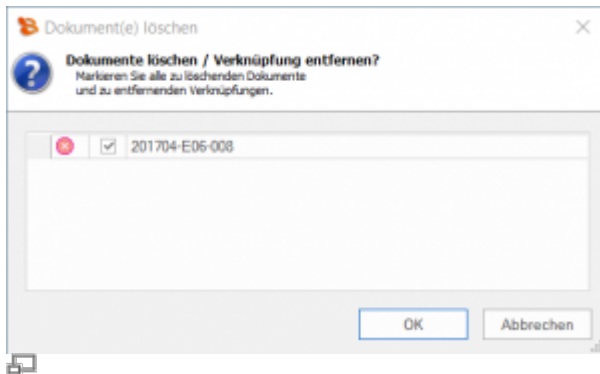 Dokument(e) löschen
Dokumente löschen / Verknüpfung entfernen?
Markieren Sie alle zu löschenden Dokumente
und zu entfernenden Verknüpfungen.
201704-E06-008
OK
Abbrechen